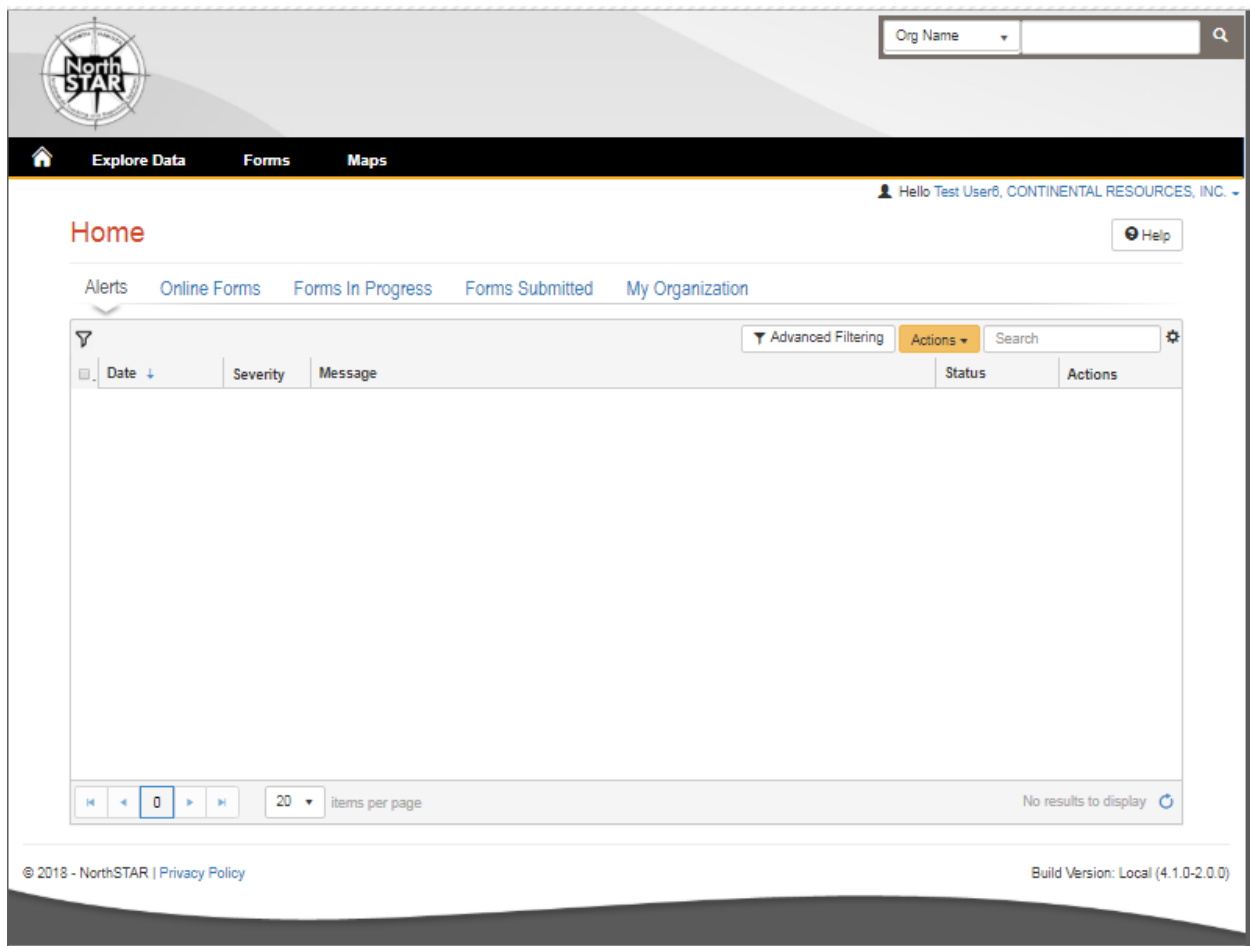 Org Name
North
STAR
Explore Data Forms Maps
Hello Test User6, CONTINENTAL RESOURCES, INC.
Home
Help
Alerts Online Forms Forms In Progress Forms Submitted My Organization
Advanced Filtering Actions Search
Date Severity Message Status Actions
0 20 items per page No results to display
© 2018 - NorthSTAR | Privacy Policy Build Version: Local (4.1.0-2.0.0)